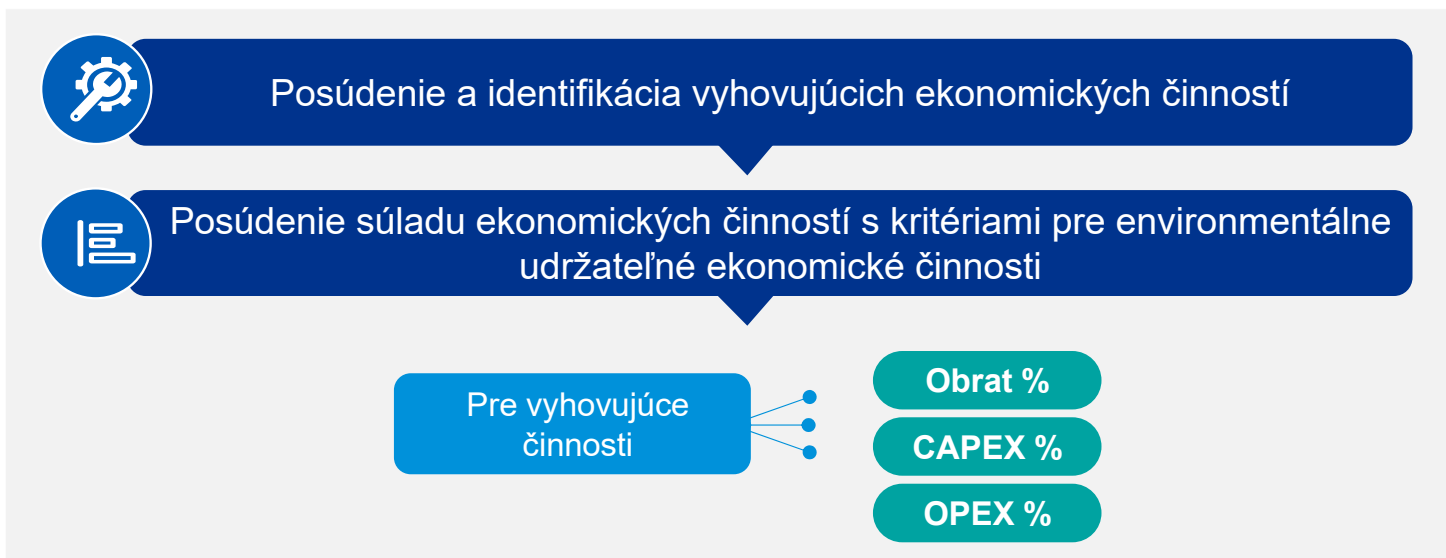 Posúdenie a identifikácia vyhovujúcich ekonomických činností
Posúdenie súladu ekonomických činností s kritériami pre environmentálne
udržateľné ekonomické činnosti
Pre vyhovujúce
činnosti
Obrat %
CAPEX %
OPEX %